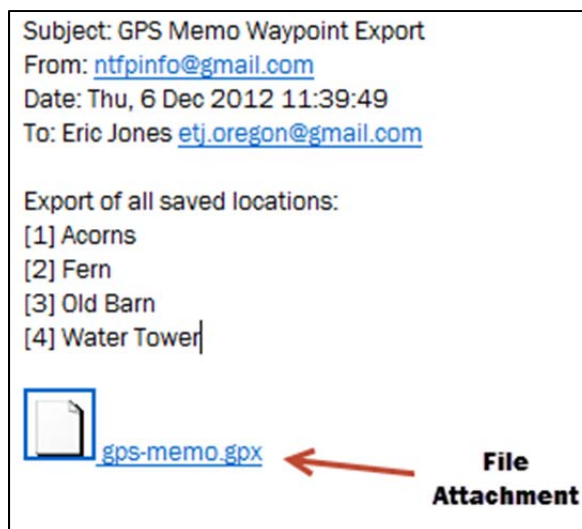 Subject: GPS Memo Waypoint Export
From: ntfpinfo@gmail.com
Date: Thu, 6 Dec 2012 11:39:49
To: Eric Jones etj.oregon@gmail.com
Export of all saved locations:
[1] Acorns
[2] Fern
[3] Old Barn
[4] Water Tower
gps-memo.gpx
File
Attachment